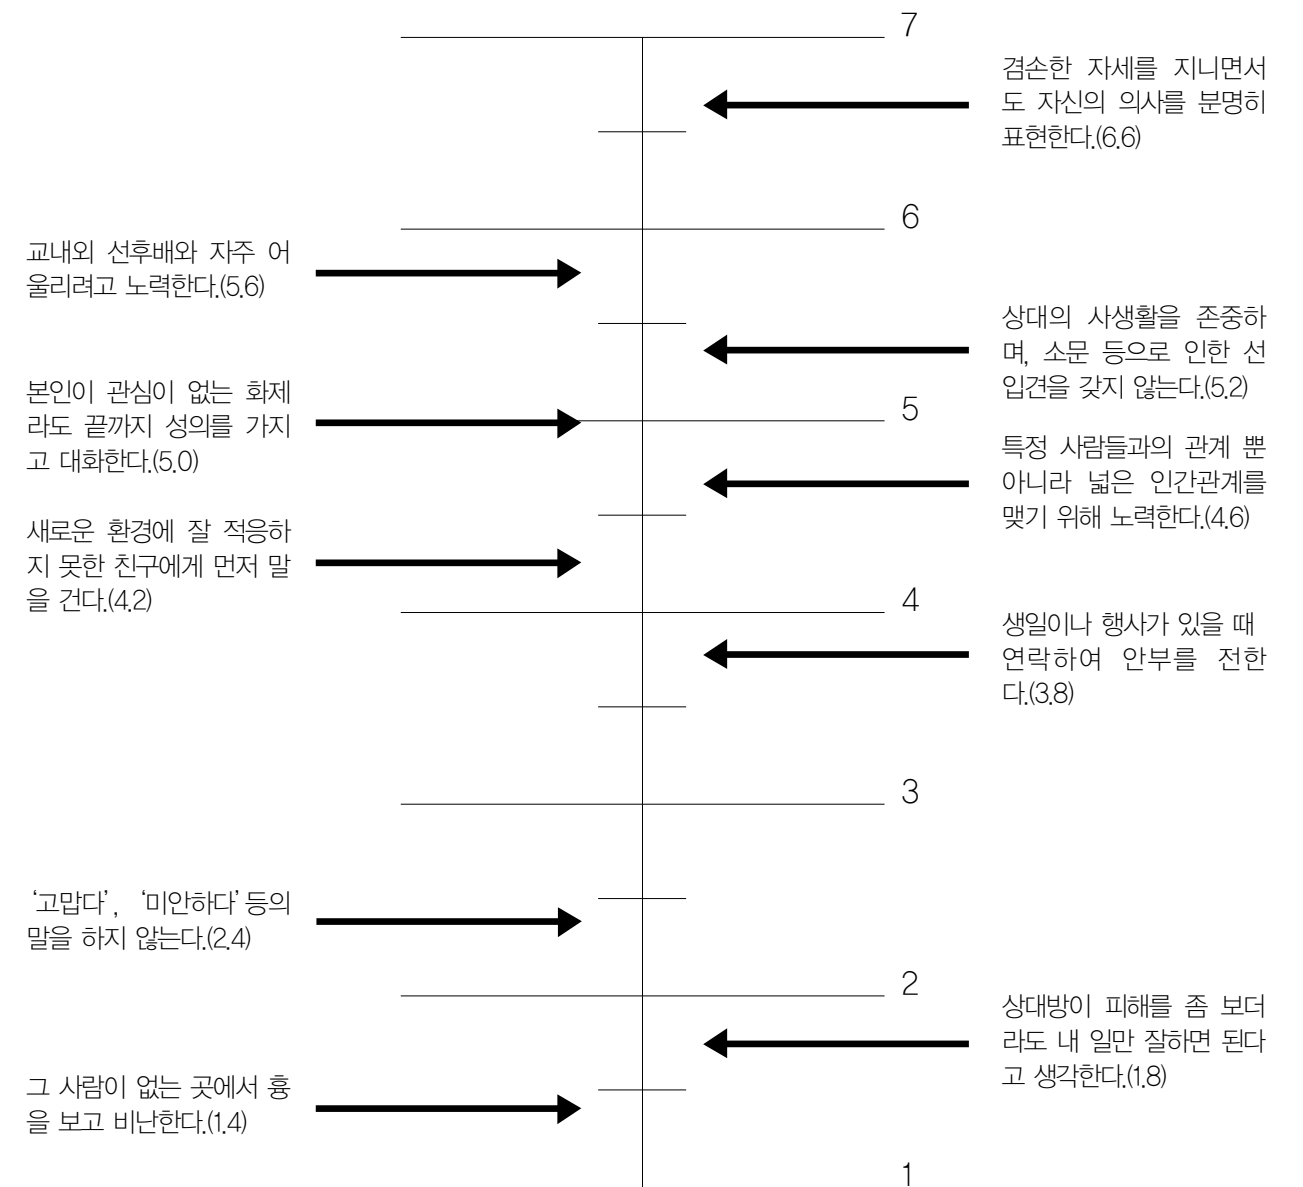 7
겸손한 자세를 지니면서
도 자신의 의사를 분명히
표현한다.(6.6)
6
교내외 선후배와 자주 어
울리려고 노력한다.(5.6)
상대의 사생활을 존중하
며, 소문 등으로 인한 선
입견을 갖지 않는다.(5.2)
본인이 관심이 없는 화제
라도 끝까지 성의를 가지
고 대화한다.(5.0)
5
특정 사람들과의 관계 뿐
아니라 넓은 인간관계를
맺기 위해 노력한다.(4.6)
새로운 환경에 잘 적응하
지 못한 친구에게 먼저 말
을 건다.(4.2)
4
생일이나 행사가 있을 때
연락하여 안부를 전한
다.(3.8)
3
‘고맙다’, ‘미안하다’ 등의
말을 하지 않는다.(2.4)
2
상대방이 피해를 좀 보더
라도 내 일만 잘하면 된다
고 생각한다.(1.8)
그 사람이 없는 곳에서 흉
을 보고 비난한다.(1.4)
1